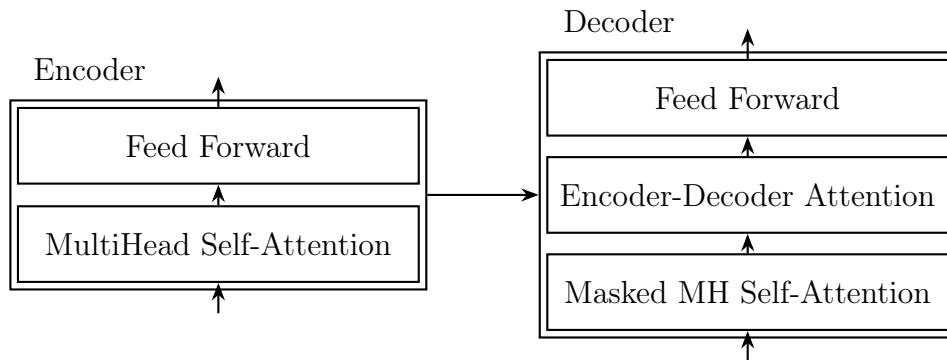 Encoder
Feed Forward
MultiHead Self-Attention
Decoder
Feed Forward
Encoder-Decoder Attention
Masked MH Self-Attention